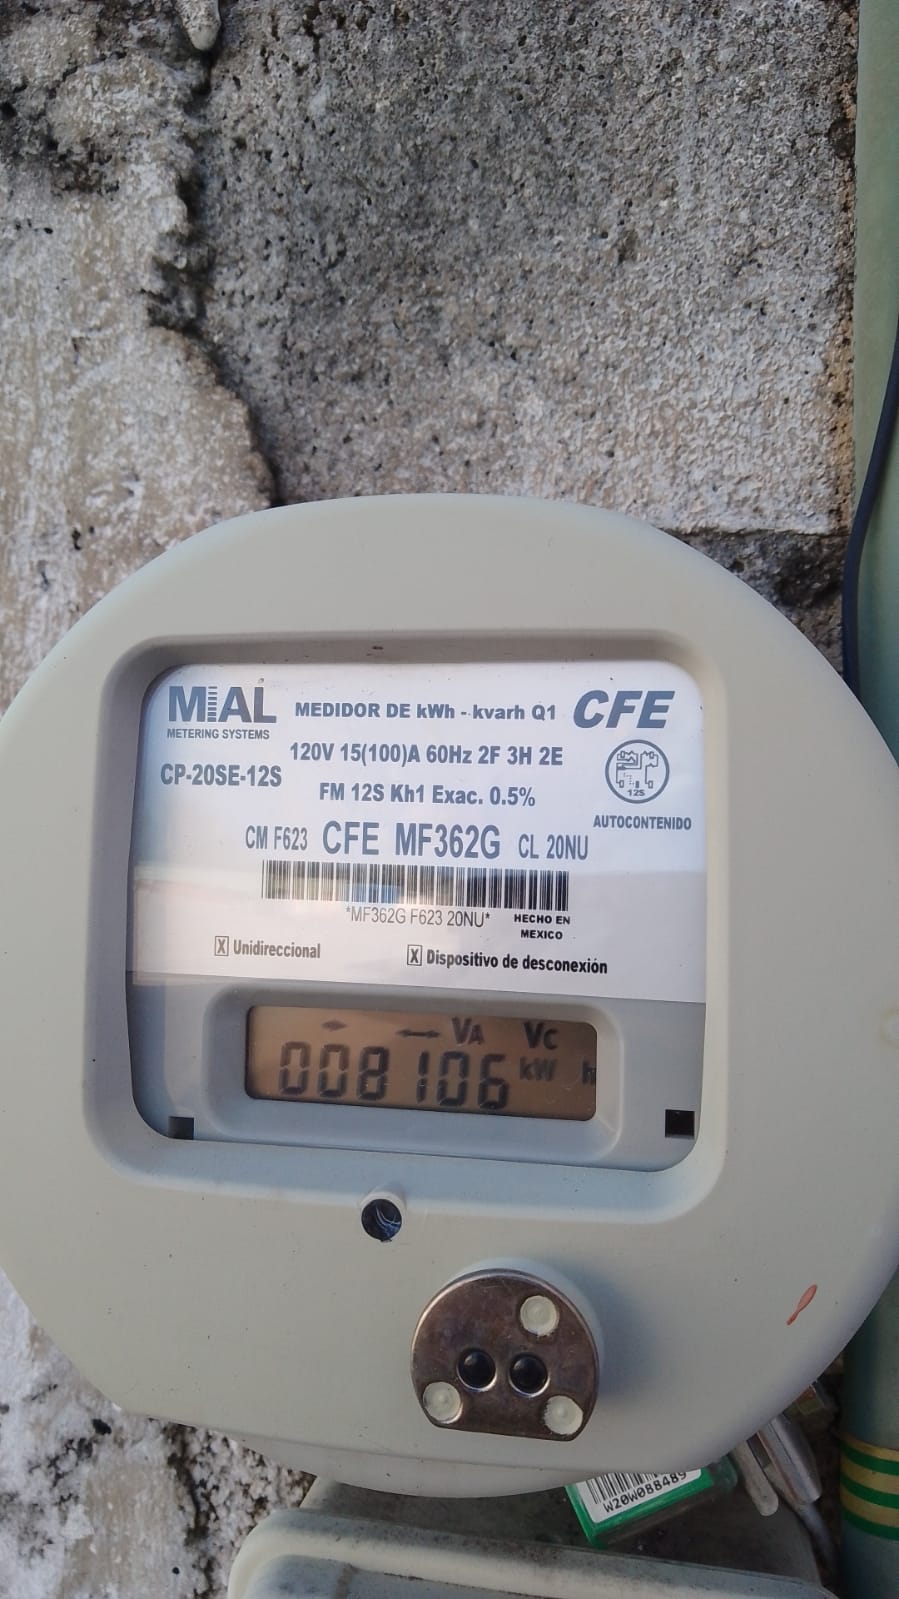 MIAL
METERING SYSTEMS
MEDIDOR DE kWh - kvarh Q1
CFE
120V 15(100)A 60Hz 2F 3H 2E
CP-20SE-12S
FM 12S Kh1 Exac. 0.5%
12S
AUTOCONTENIDO
CM F623 CFE MF362G CL 20NU
*MF362G F623 20NU*
HECHO EN
MEXICO
X Unidireccional
X Dispositivo de desconexión
VA VC
008106 kW h
W20W088489